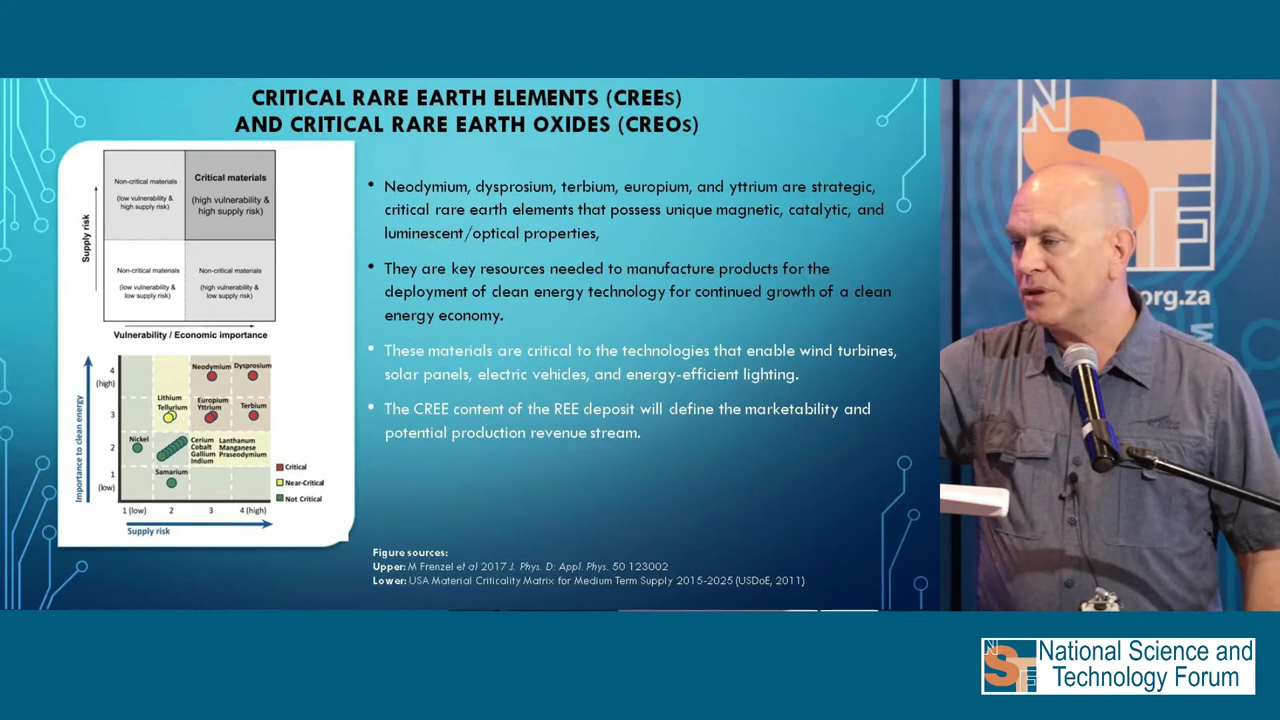 CRITICAL RARE EARTH ELEMENTS (CREEs)
AND CRITICAL RARE EARTH OXIDES (CREOs)
Non-critical materials
(low vulnerability &
high supply risk)
Critical materials
(high vulnerability &
high supply risk)
Supply risk
Non-critical materials
(low vulnerability &
low supply risk)
Non-critical materials
(high vulnerability &
low supply risk)
Vulnerability / Economic importance
Importance to clean energy
4
(high)
3
2
1
(low)
Neodymium
Dysprosium
Lithium
Tellurium
Europium
Yttrium
Terbium
Nickel
Cerium
Cobalt
Gallium
Indium
Lanthanum
Manganese
Praseodymium
Samarium
Critical
Near-Critical
Not Critical
1 (low)
2
3
4 (high)
Supply risk
• Neodymium, dysprosium, terbium, europium, and yttrium are strategic,
critical rare earth elements that possess unique magnetic, catalytic, and
luminescent/optical properties,
• They are key resources needed to manufacture products for the
deployment of clean energy technology for continued growth of a clean
energy economy.
• These materials are critical to the technologies that enable wind turbines,
solar panels, electric vehicles, and energy-efficient lighting.
• The CREE content of the REE deposit will define the marketability and
potential production revenue stream.
Figure sources:
Upper: M Frenzel et al 2017 J. Phys. D: Appl. Phys. 50 123002
Lower: USA Material Criticality Matrix for Medium Term Supply 2015-2025 (USDoE, 2011)
NSTF
org.za
M
NSTF
National Science and
Technology Forum